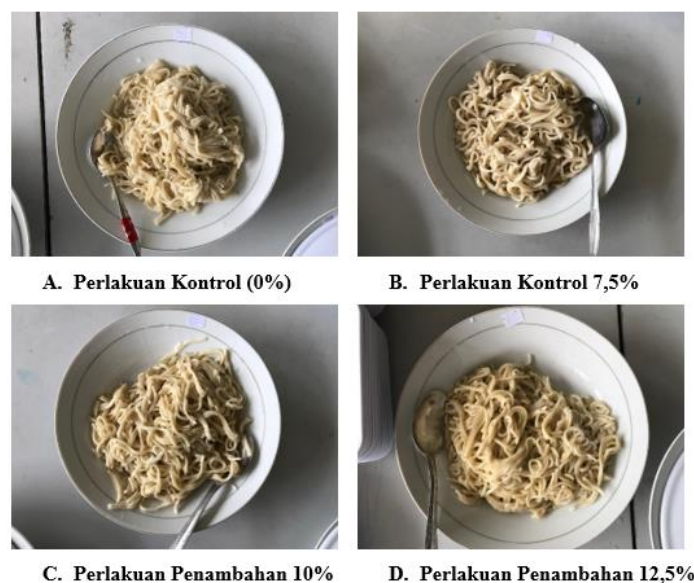 A. Perlakuan Kontrol (0%)
B. Perlakuan Kontrol 7,5%
C. Perlakuan Penambahan 10%
D. Perlakuan Penambahan 12,5%